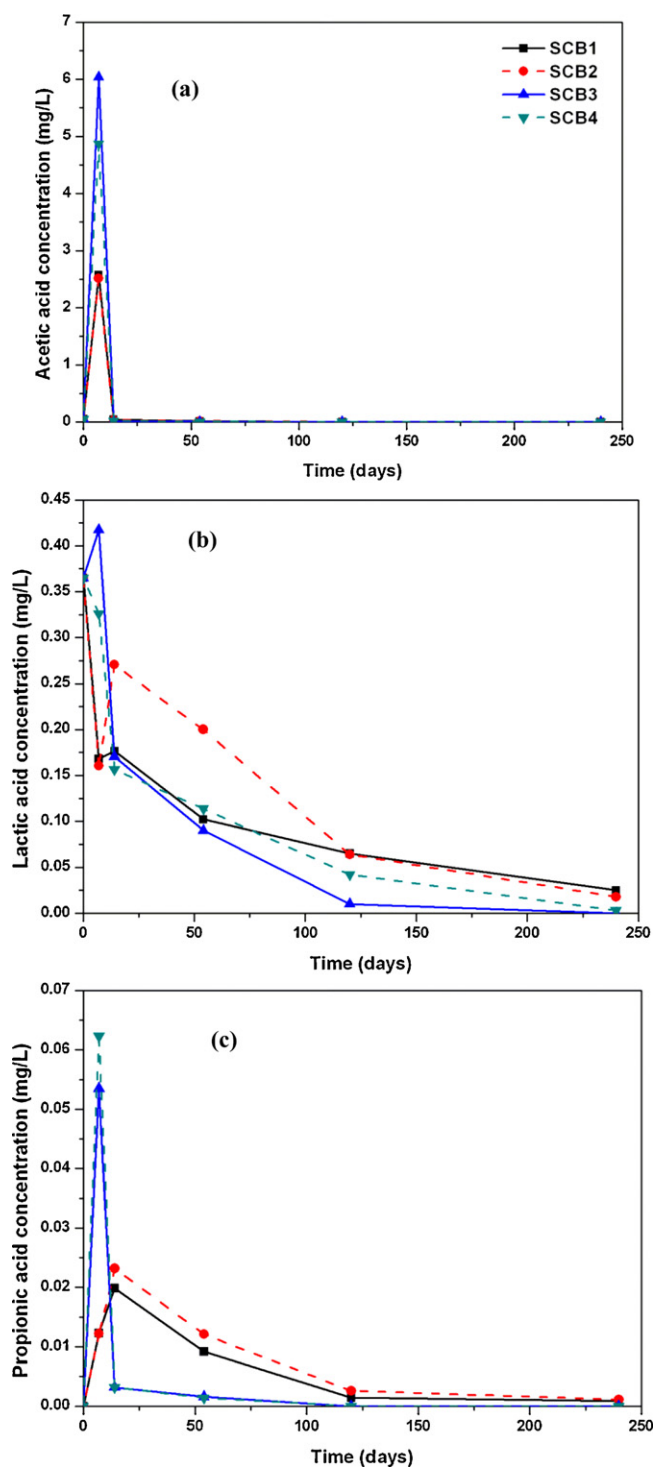 7
6
5
4
3
2
1
0
Acetic acid concentration (mg/L)
(a)
SCB1
SCB2
SCB3
SCB4
0 50 100 150 200 250
Time (days)
0.45
0.40
0.35
0.30
0.25
0.20
0.15
0.10
0.05
0.00
Lactic acid concentration (mg/L)
(b)
0 50 100 150 200 250
Time (days)
0.07
0.06
0.05
0.04
0.03
0.02
0.01
0.00
Propionic acid concentration (mg/L)
(c)
0 50 100 150 200 250
Time (days)